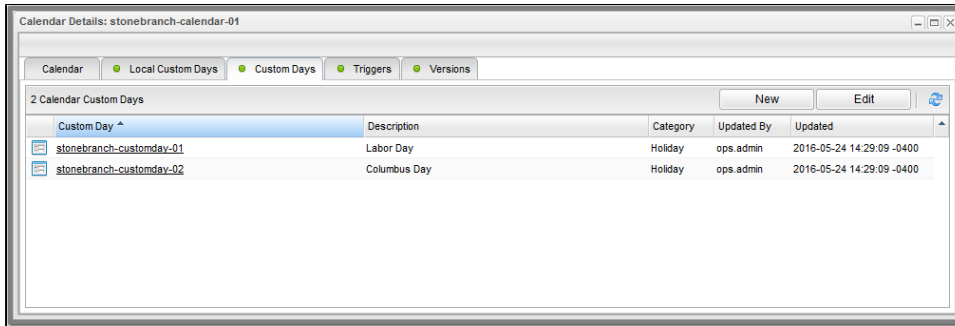 Calendar Details: stonebranch-calendar-01
Calendar Local Custom Days Custom Days Triggers Versions
2 Calendar Custom Days New Edit
Custom Day Description Category Updated By Updated
stonebranch-customday-01 Labor Day Holiday ops.admin 2016-05-24 14:29:09 -0400
stonebranch-customday-02 Columbus Day Holiday ops.admin 2016-05-24 14:29:09 -0400